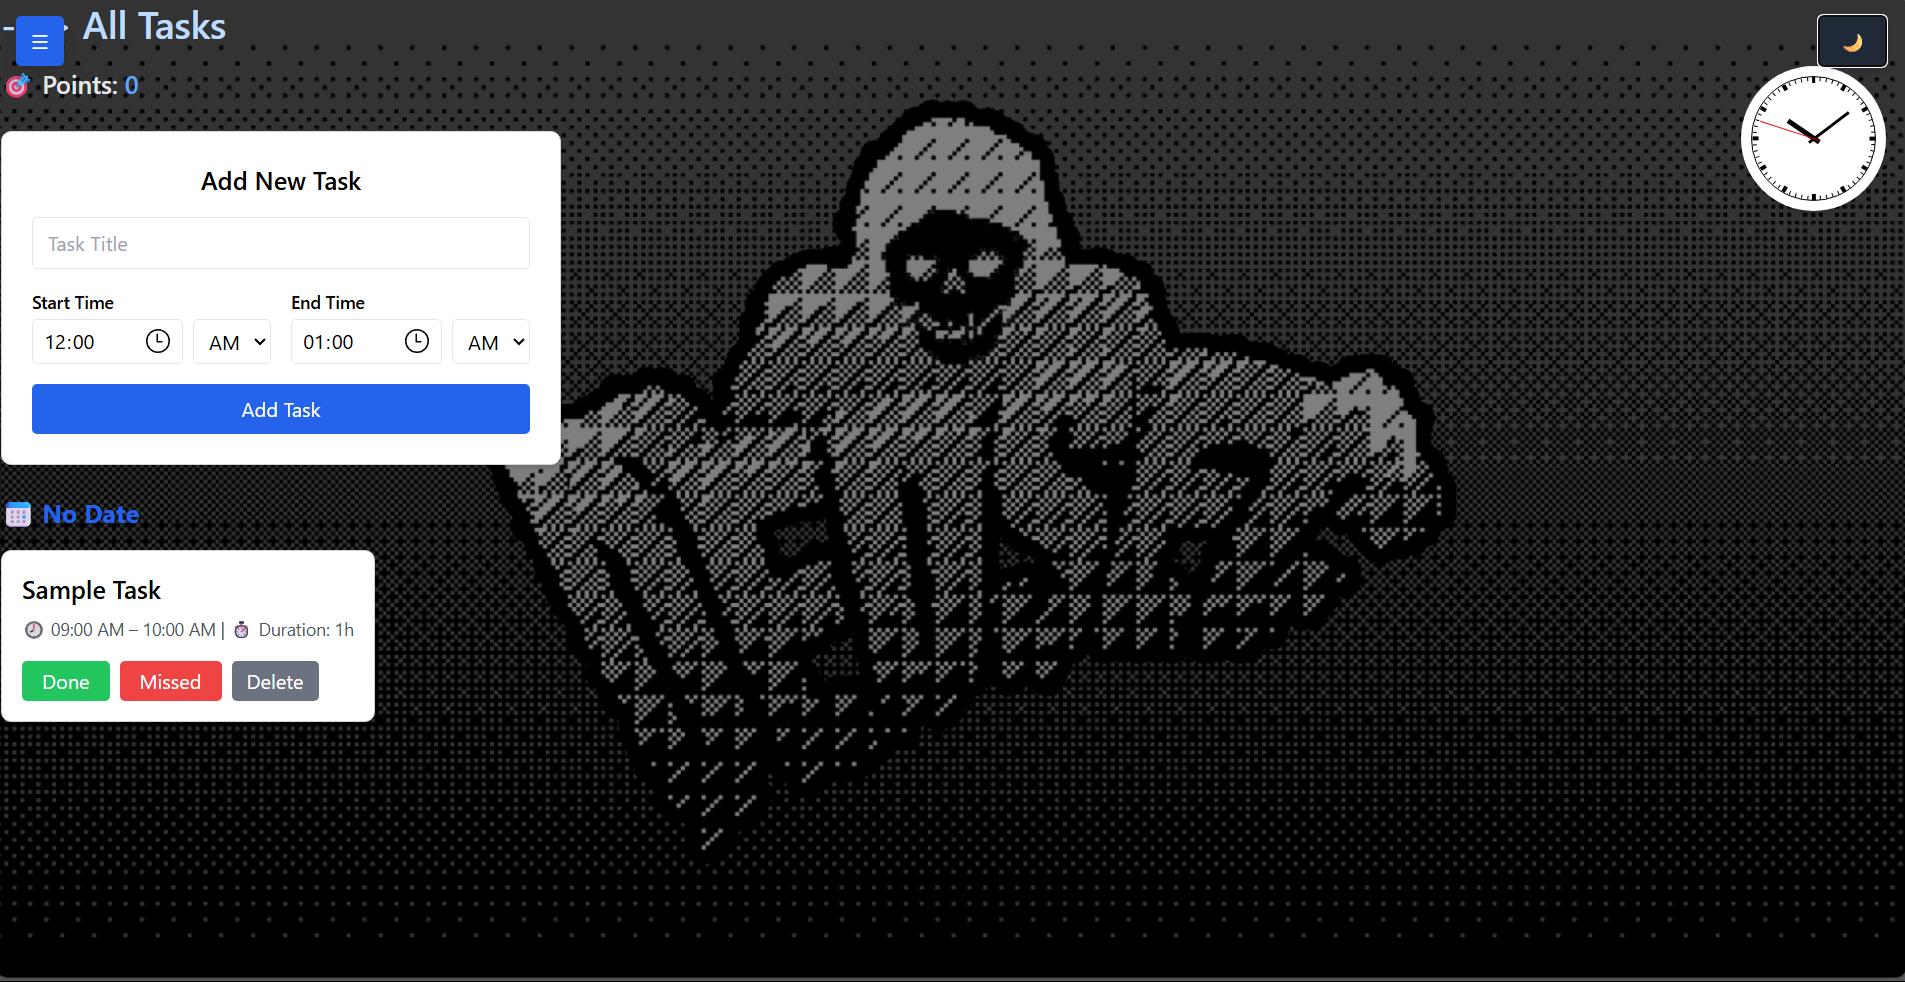 All Tasks
Points: 0
Add New Task
Task Title
Start Time
End Time
12:00
AM
01:00
AM
Add Task
No Date
Sample Task
09:00 AM – 10:00 AM | Duration: 1h
Done
Missed
Delete